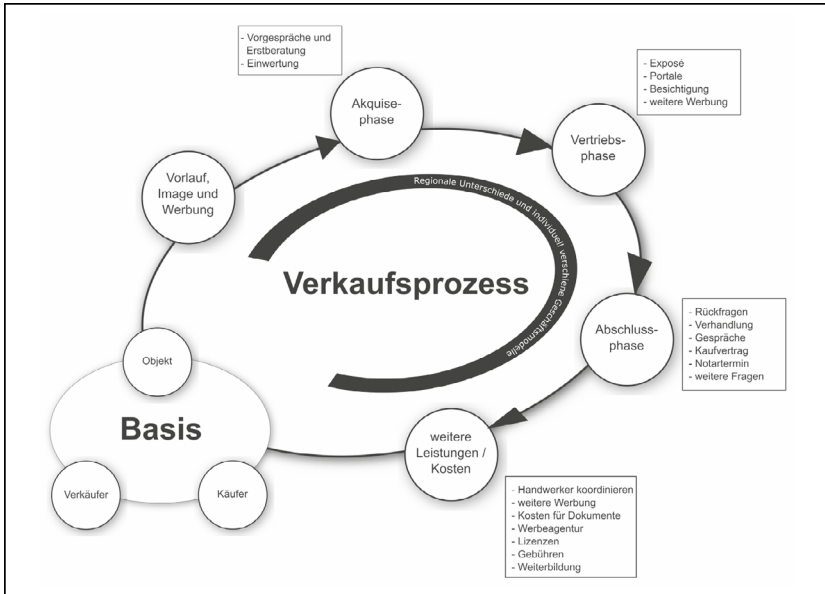 - Vorgespräche und
Erstberatung
- Einwertung
Akquise-
phase
- Exposé
- Portale
- Besichtigung
- weitere Werbung
Vertriebs-
phase
Vorlauf,
Image und
Werbung
Regionale Unterschiede und individuell verschiene Geschäftsmodelle
Verkaufsprozess
- Rückfragen
- Verhandlung
- Gespräche
- Kaufvertrag
- Notartermin
- weitere Fragen
Abschluss-
phase
Objekt
Basis
Verkäufer
Käufer
weitere
Leistungen /
Kosten
- Handwerker koordinieren
- weitere Werbung
- Kosten für Dokumente
- Werbeagentur
- Lizenzen
- Gebühren
- Weiterbildung